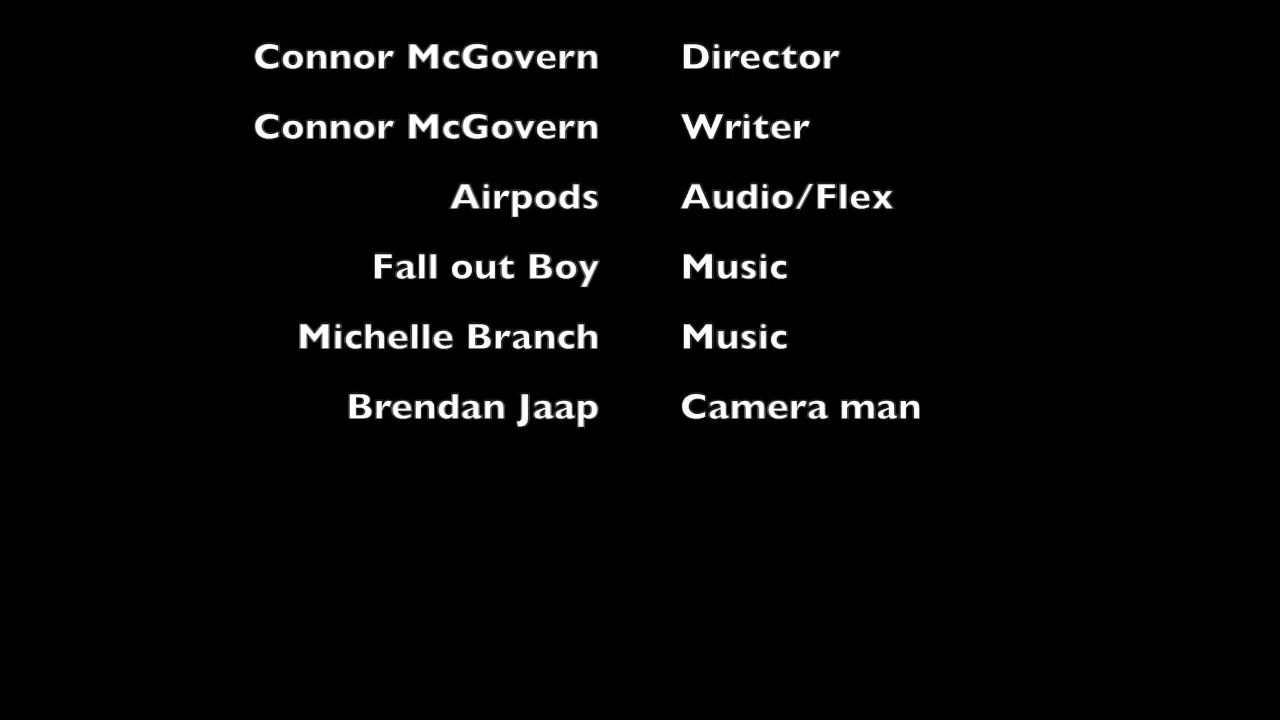 Connor McGovern Director
Connor McGovern Writer
Airpods Audio/Flex
Fall out Boy Music
Michelle Branch Music
Brendan Jaap Camera man